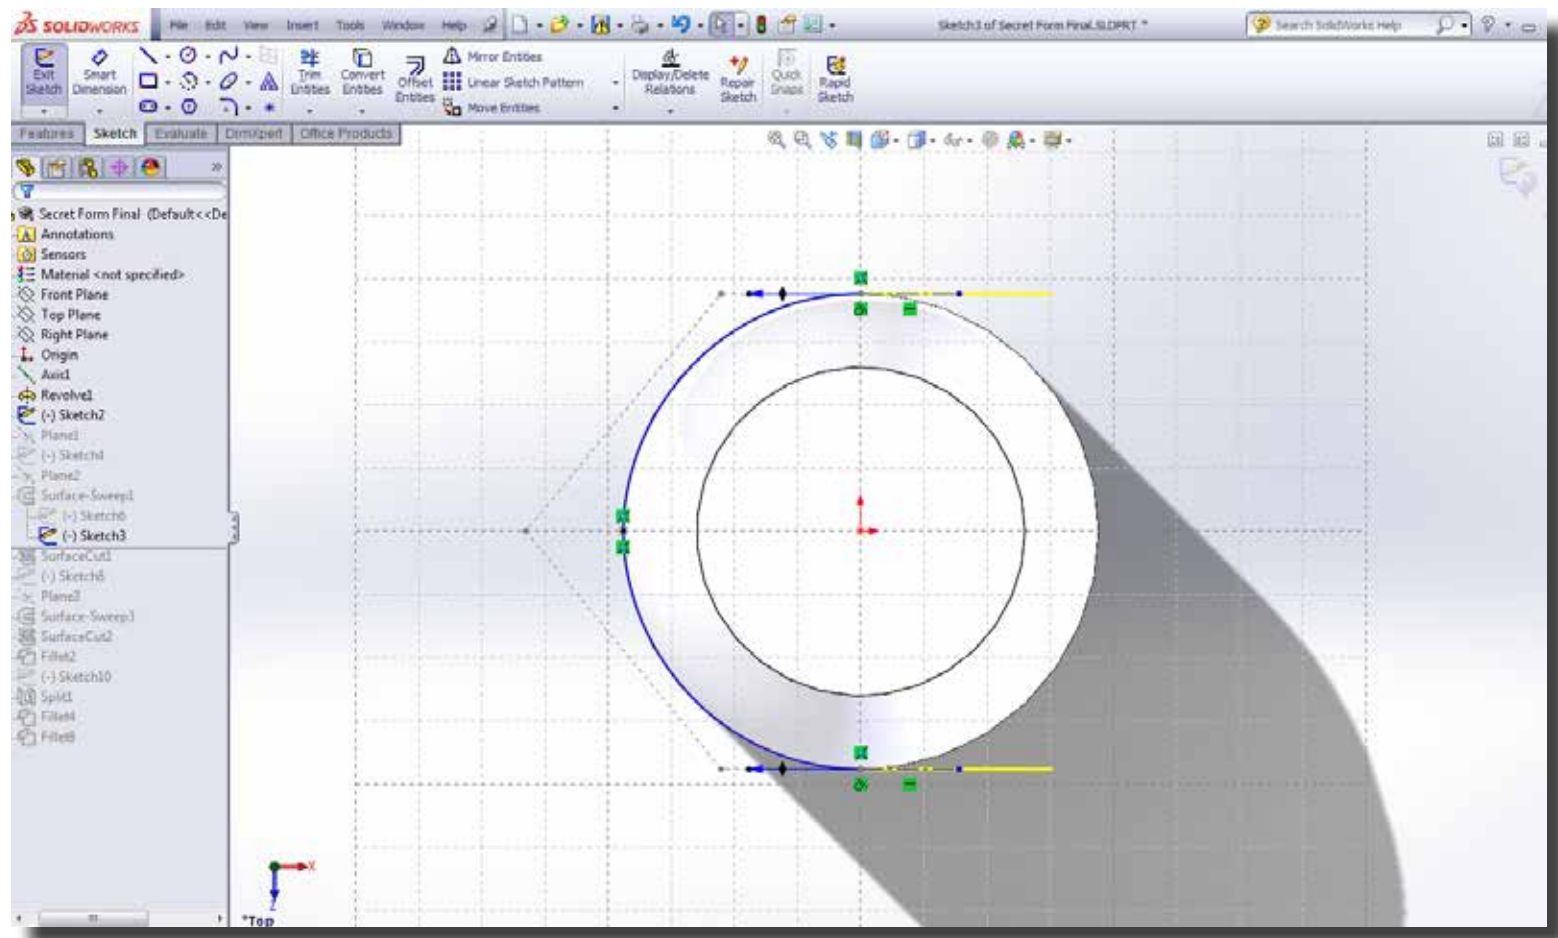 SOLIDWORKS File Edit View Insert Tools Window Help Sketch3 of Secret Form Final.SLDPRT * Search SolidWorks Help
Exit Sketch
Smart Dimension
Trim Entities
Convert Entities
Offset Entities
Mirror Entities
Linear Sketch Pattern
Move Entities
Display/Delete Relations
Repair Sketch
Quick Snaps
Rapid Sketch
Features Sketch Evaluate DimXpert Office Products
Secret Form Final (Default<<De
Annotations
Sensors
Material <not specified>
Front Plane
Top Plane
Right Plane
Origin
Axis1
Revolve1
(-) Sketch2
Plane1
(-) Sketch4
Plane2
Surface-Sweep1
(-) Sketch6
(-) Sketch3
SurfaceCut1
Plane3
Surface-Sweep3
SurfaceCut2
Fillet2
(-) Sketch10
Split1
Fillet4
X
Z
*Top